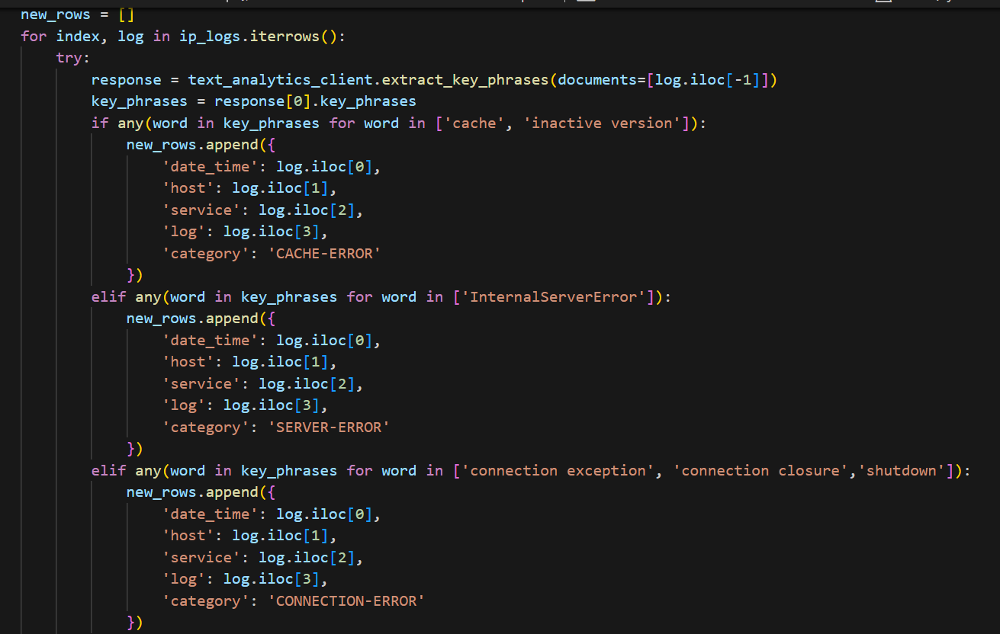 new_rows = []
for index, log in ip_logs.iterrows():
    try:
        response = text_analytics_client.extract_key_phrases(documents=[log.iloc[-1]])
        key_phrases = response[0].key_phrases
        if any(word in key_phrases for word in ['cache', 'inactive version']):
            new_rows.append({
                'date_time': log.iloc[0],
                'host': log.iloc[1],
                'service': log.iloc[2],
                'log': log.iloc[3],
                'category': 'CACHE-ERROR'
            })
        elif any(word in key_phrases for word in ['InternalServerError']):
            new_rows.append({
                'date_time': log.iloc[0],
                'host': log.iloc[1],
                'service': log.iloc[2],
                'log': log.iloc[3],
                'category': 'SERVER-ERROR'
            })
        elif any(word in key_phrases for word in ['connection exception', 'connection closure','shutdown']):
            new_rows.append({
                'date_time': log.iloc[0],
                'host': log.iloc[1],
                'service': log.iloc[2],
                'log': log.iloc[3],
                'category': 'CONNECTION-ERROR'
            })